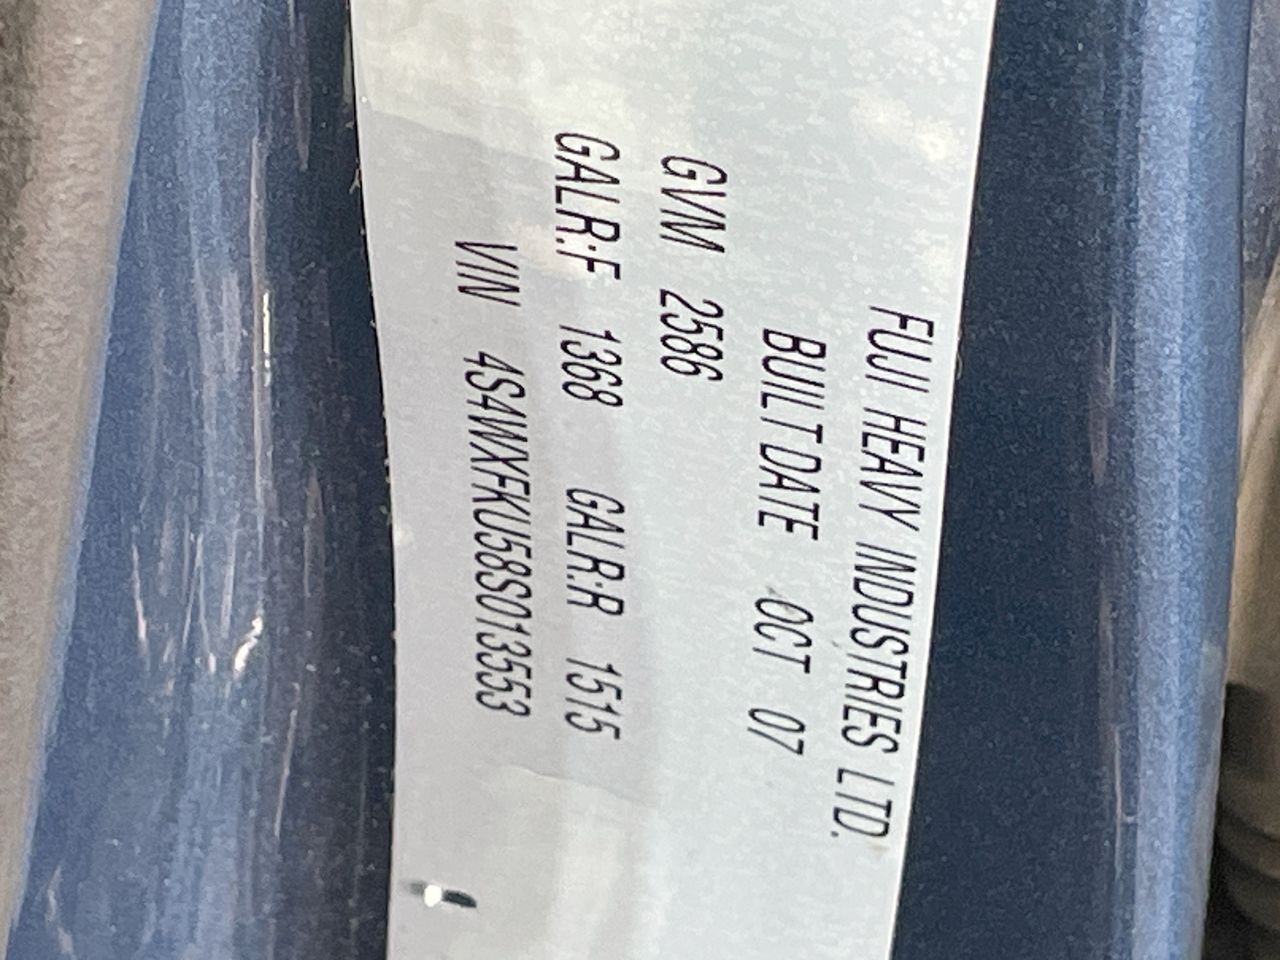 FUJI HEAVY INDUSTRIES LTD.
BUILT DATE OCT 07
GVM 2586
GALR:F 1368 GALR:R 1515
VIN 4S4WXFKU58S013553